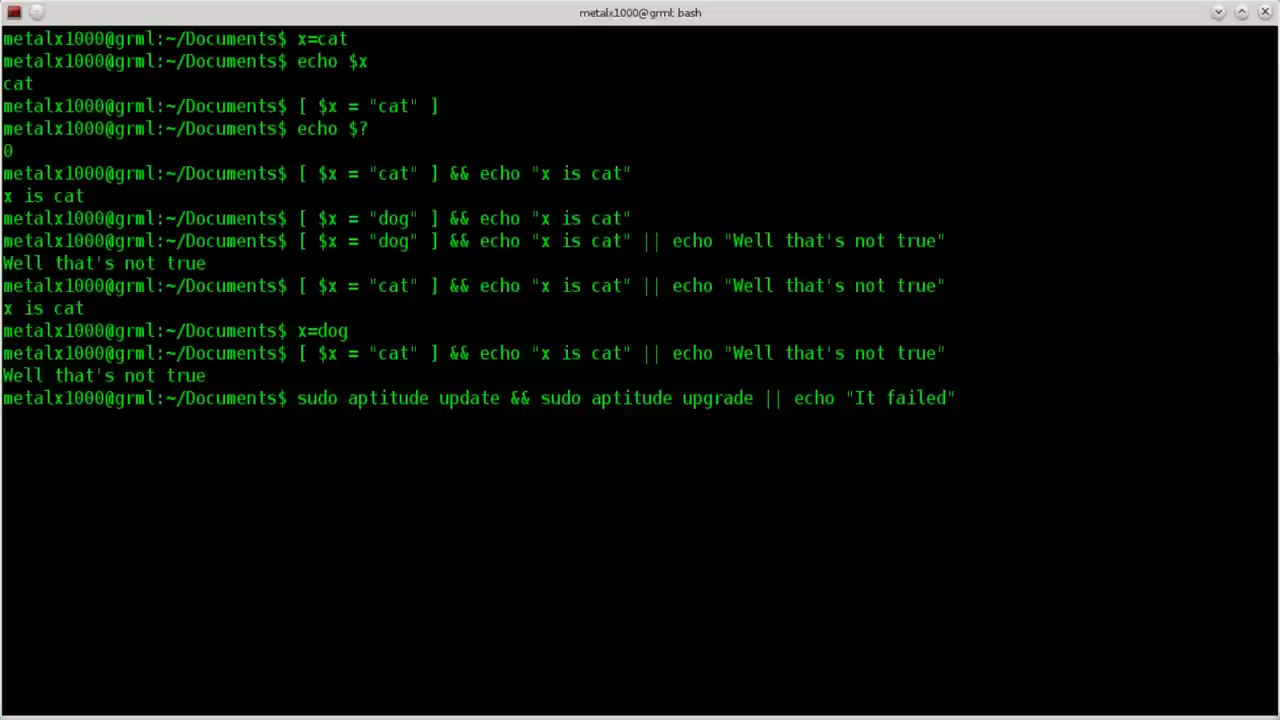 metalx1000@grml: bash
metalx1000@grml:~/Documents$ x=cat
metalx1000@grml:~/Documents$ echo $x
cat
metalx1000@grml:~/Documents$ [ $x = "cat" ]
metalx1000@grml:~/Documents$ echo $?
0
metalx1000@grml:~/Documents$ [ $x = "cat" ] && echo "x is cat"
x is cat
metalx1000@grml:~/Documents$ [ $x = "dog" ] && echo "x is cat"
metalx1000@grml:~/Documents$ [ $x = "dog" ] && echo "x is cat" || echo "Well that's not true"
Well that's not true
metalx1000@grml:~/Documents$ [ $x = "cat" ] && echo "x is cat" || echo "Well that's not true"
x is cat
metalx1000@grml:~/Documents$ x=dog
metalx1000@grml:~/Documents$ [ $x = "cat" ] && echo "x is cat" || echo "Well that's not true"
Well that's not true
metalx1000@grml:~/Documents$ sudo aptitude update && sudo aptitude upgrade || echo "It failed"